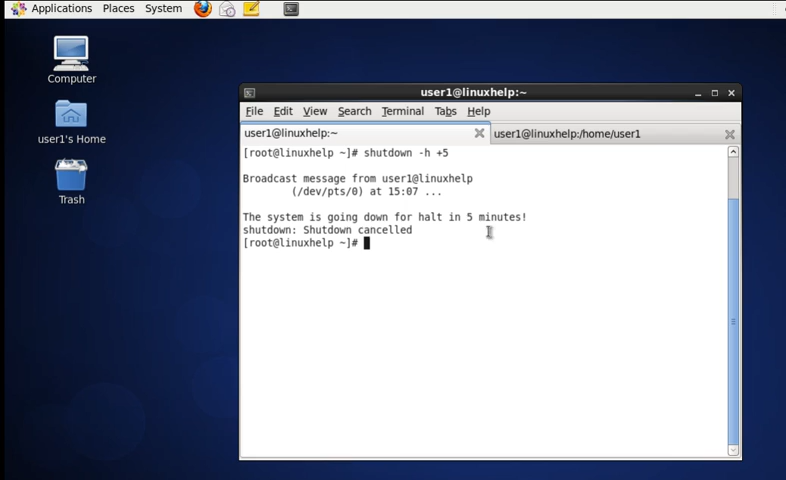 Applications Places System
Computer
user1's Home
Trash
user1@linuxhelp:~
File Edit View Search Terminal Tabs Help
user1@linuxhelp:~
user1@linuxhelp:/home/user1
[root@linuxhelp ~]# shutdown -h +5
Broadcast message from user1@linuxhelp
(/dev/pts/0) at 15:07 ...
The system is going down for halt in 5 minutes!
shutdown: Shutdown cancelled
[root@linuxhelp ~]#